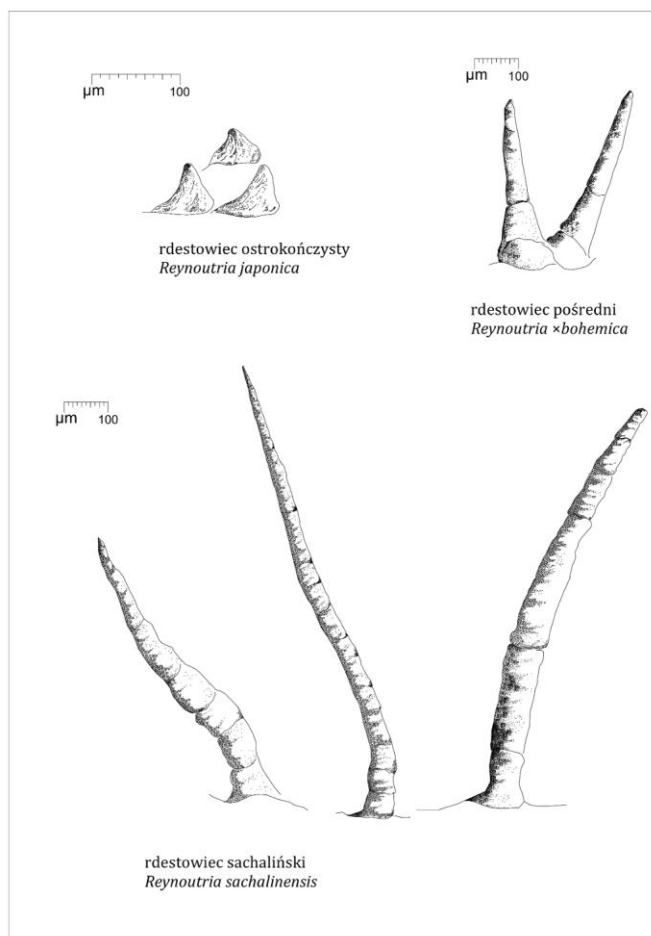 µm 100
rdestowiec ostrokończysty
Reynoutria japonica
µm 100
rdestowiec pośredni
Reynoutria ×bohemica
µm 100
rdestowiec sachaliński
Reynoutria sachalinensis